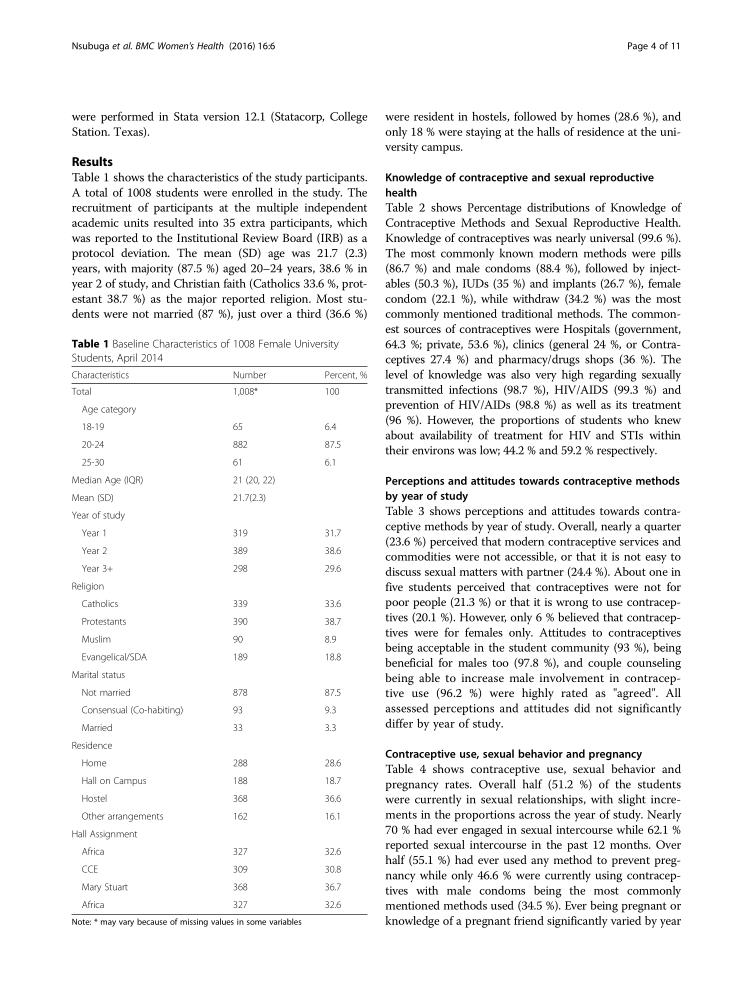 Nsubuga et al. BMC Women's Health (2016) 16:6
Page 4 of 11
were performed in Stata version 12.1 (Statacorp, College
Station. Texas).
Results
Table 1 shows the characteristics of the study participants.
A total of 1008 students were enrolled in the study. The
recruitment of participants at the multiple independent
academic units resulted into 35 extra participants, which
was reported to the Institutional Review Board (IRB) as a
protocol deviation. The mean (SD) age was 21.7 (2.3)
years, with majority (87.5 %) aged 20–24 years, 38.6 % in
year 2 of study, and Christian faith (Catholics 33.6 %, prot-
estant 38.7 %) as the major reported religion. Most stu-
dents were not married (87 %), just over a third (36.6 %)
Table 1 Baseline Characteristics of 1008 Female University
Students, April 2014
Characteristics Number Percent, %
Total 1,008* 100
Age category
18-19 65 6.4
20-24 882 87.5
25-30 61 6.1
Median Age (IQR) 21 (20, 22)
Mean (SD) 21.7(2.3)
Year of study
Year 1 319 31.7
Year 2 389 38.6
Year 3+ 298 29.6
Religion
Catholics 339 33.6
Protestants 390 38.7
Muslim 90 8.9
Evangelical/SDA 189 18.8
Marital status
Not married 878 87.5
Consensual (Co-habiting) 93 9.3
Married 33 3.3
Residence
Home 288 28.6
Hall on Campus 188 18.7
Hostel 368 36.6
Other arrangements 162 16.1
Hall Assignment
Africa 327 32.6
CCE 309 30.8
Mary Stuart 368 36.7
Africa 327 32.6
Note: * may vary because of missing values in some variables
were resident in hostels, followed by homes (28.6 %), and
only 18 % were staying at the halls of residence at the uni-
versity campus.
Knowledge of contraceptive and sexual reproductive
health
Table 2 shows Percentage distributions of Knowledge of
Contraceptive Methods and Sexual Reproductive Health.
Knowledge of contraceptives was nearly universal (99.6 %).
The most commonly known modern methods were pills
(86.7 %) and male condoms (88.4 %), followed by inject-
ables (50.3 %), IUDs (35 %) and implants (26.7 %), female
condom (22.1 %), while withdraw (34.2 %) was the most
commonly mentioned traditional methods. The common-
est sources of contraceptives were Hospitals (government,
64.3 %; private, 53.6 %), clinics (general 24 %, or Contra-
ceptives 27.4 %) and pharmacy/drugs shops (36 %). The
level of knowledge was also very high regarding sexually
transmitted infections (98.7 %), HIV/AIDS (99.3 %) and
prevention of HIV/AIDs (98.8 %) as well as its treatment
(96 %). However, the proportions of students who knew
about availability of treatment for HIV and STIs within
their environs was low; 44.2 % and 59.2 % respectively.
Perceptions and attitudes towards contraceptive methods
by year of study
Table 3 shows perceptions and attitudes towards contra-
ceptive methods by year of study. Overall, nearly a quarter
(23.6 %) perceived that modern contraceptive services and
commodities were not accessible, or that it is not easy to
discuss sexual matters with partner (24.4 %). About one in
five students perceived that contraceptives were not for
poor people (21.3 %) or that it is wrong to use contracep-
tives (20.1 %). However, only 6 % believed that contracep-
tives were for females only. Attitudes to contraceptives
being acceptable in the student community (93 %), being
beneficial for males too (97.8 %), and couple counseling
being able to increase male involvement in contracep-
tive use (96.2 %) were highly rated as "agreed". All
assessed perceptions and attitudes did not significantly
differ by year of study.
Contraceptive use, sexual behavior and pregnancy
Table 4 shows contraceptive use, sexual behavior and
pregnancy rates. Overall half (51.2 %) of the students
were currently in sexual relationships, with slight incre-
ments in the proportions across the year of study. Nearly
70 % had ever engaged in sexual intercourse while 62.1 %
reported sexual intercourse in the past 12 months. Over
half (55.1 %) had ever used any method to prevent preg-
nancy while only 46.6 % were currently using contracep-
tives with male condoms being the most commonly
mentioned methods used (34.5 %). Ever being pregnant or
knowledge of a pregnant friend significantly varied by year